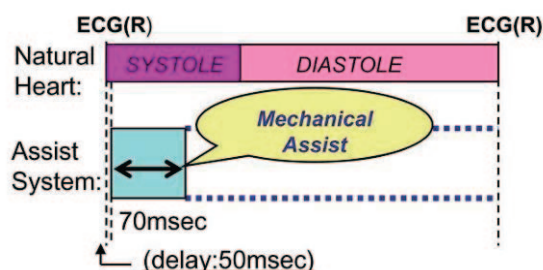 ECG(R) ECG(R)
Natural Heart: SYSTOLE DIASTOLE
Mechanical
Assist
Assist System:
70msec
(delay:50msec)